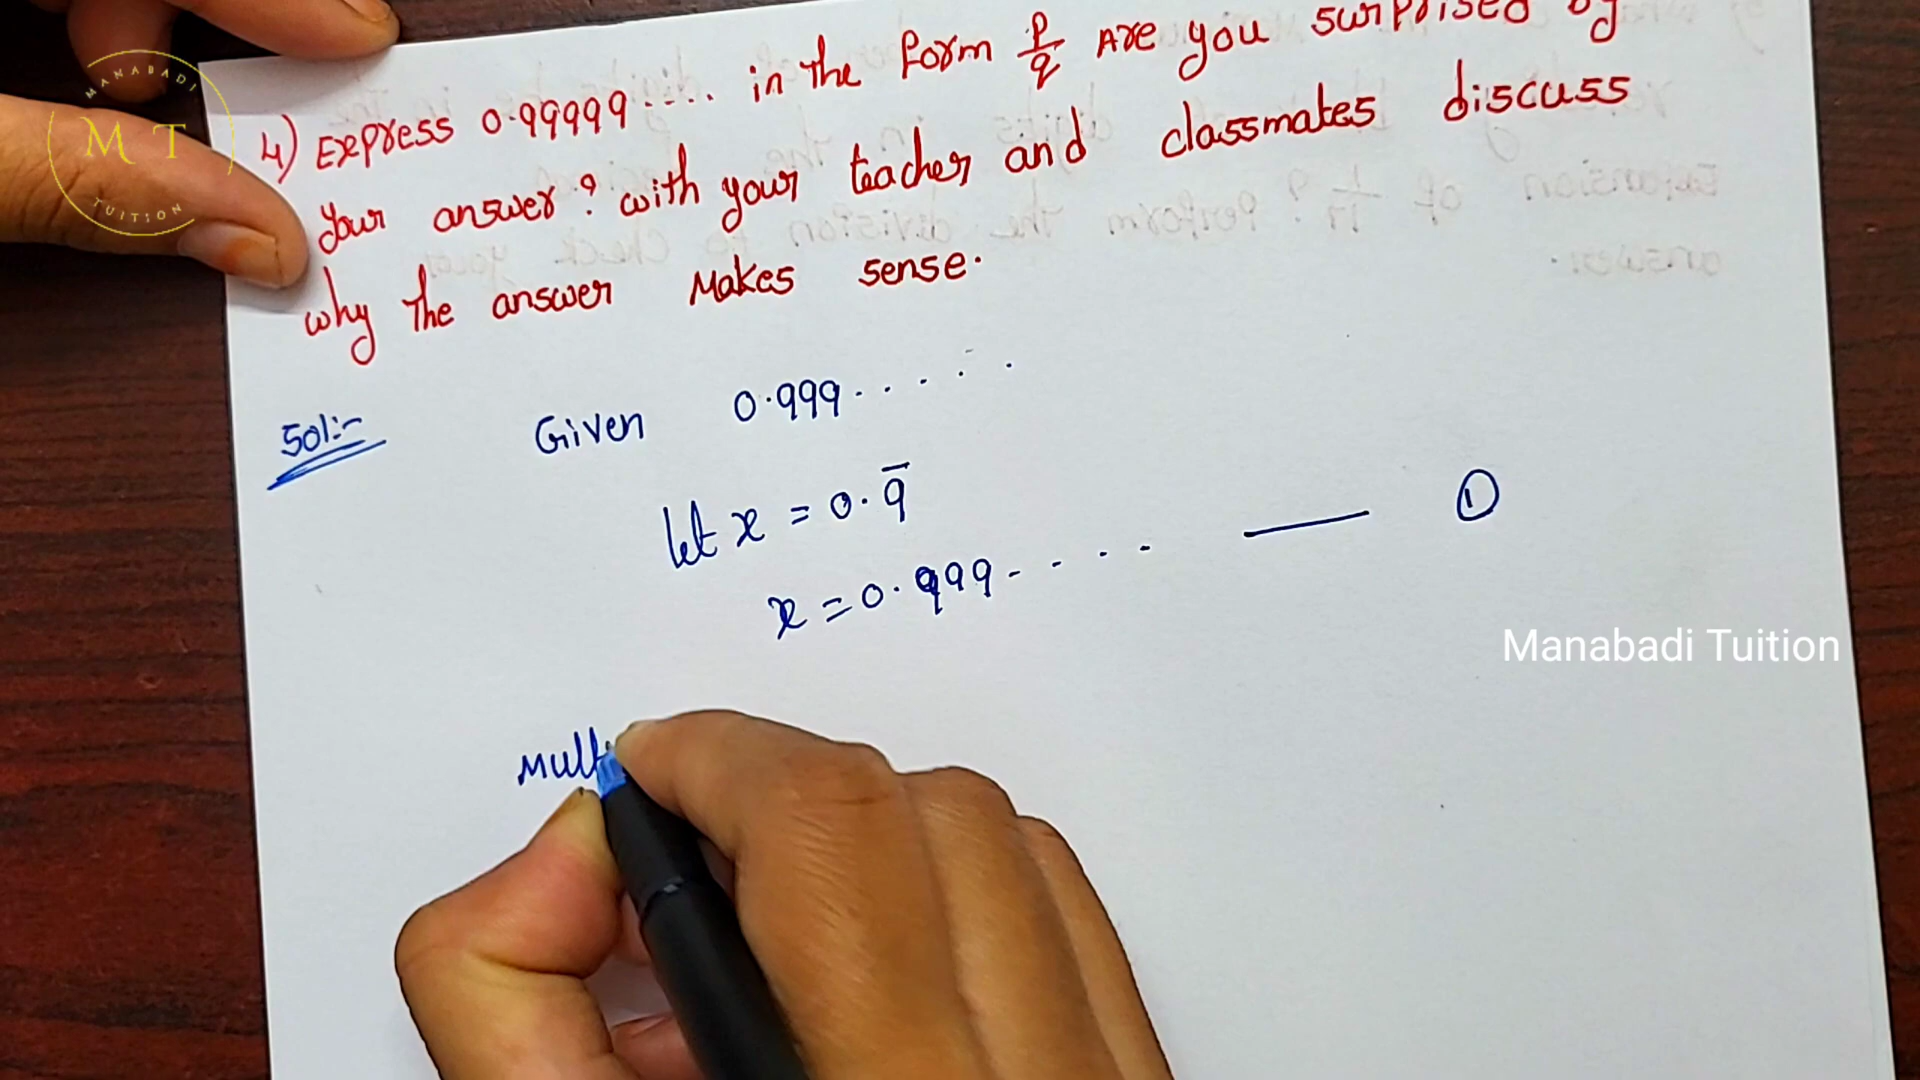 MANABADI
M T
TUITION
4) Express 0.99999.... in the form p/q Are you surprised by
your answer? with your teacher and classmates discuss
why the answer makes sense.
Sol:-
Given 0.999.....
let x = 0.9̅
x = 0.999..... —— ①
Manabadi Tuition
Mult